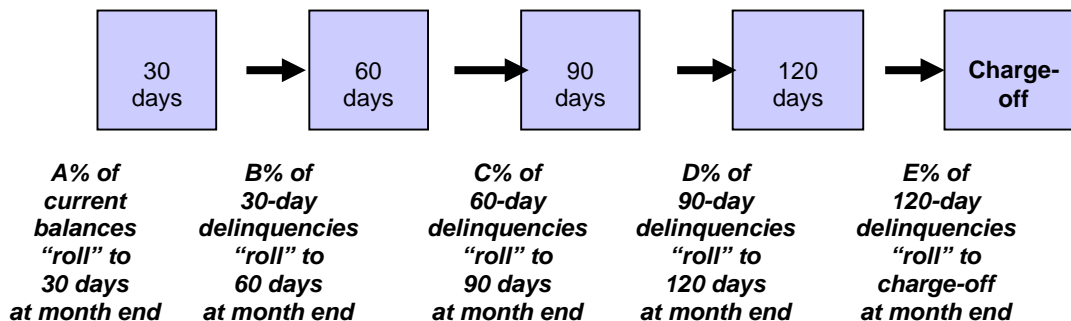 30
days
60
days
90
days
120
days
Charge-
off
A% of
current
balances
“roll” to
30 days
at month end
B% of
30-day
delinquencies
“roll” to
60 days
at month end
C% of
60-day
delinquencies
“roll” to
90 days
at month end
D% of
90-day
delinquencies
“roll” to
120 days
at month end
E% of
120-day
delinquencies
“roll” to
charge-off
at month end